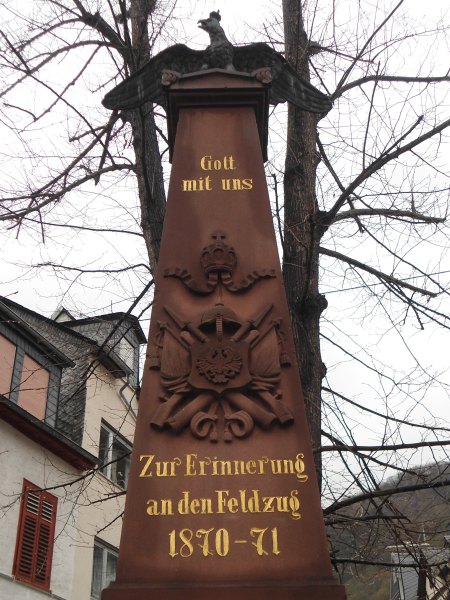 Gott
mit uns
Zur Erinnerung
an den Feldzug
1870-71